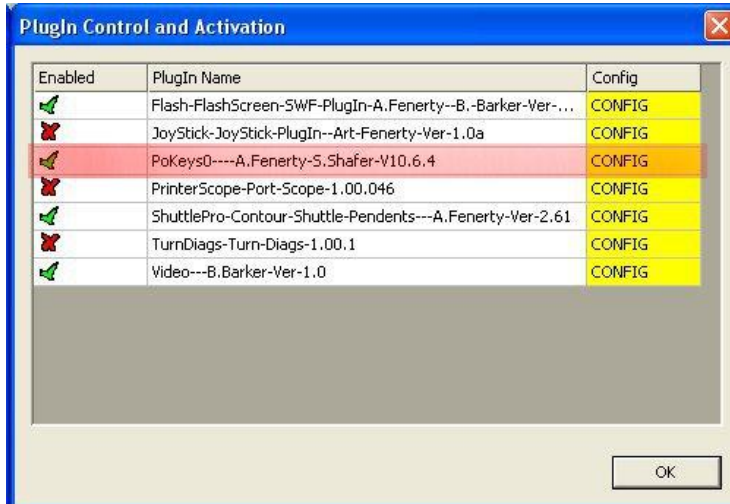 PlugIn Control and Activation
Enabled PlugIn Name Config
Flash-FlashScreen-SWF-PlugIn-A.Fenerty--B.-Barker-Ver-... CONFIG
JoyStick-JoyStick-PlugIn--Art-Fenerty-Ver-1.0a CONFIG
PoKeys0----A.Fenerty-S.Shafer-V10.6.4 CONFIG
PrinterScope-Port-Scope-1.00.046 CONFIG
ShuttlePro-Contour-Shuttle-Pendents---A.Fenerty-Ver-2.61 CONFIG
TurnDiags-Turn-Diags-1.00.1 CONFIG
Video---B.Barker-Ver-1.0 CONFIG
OK